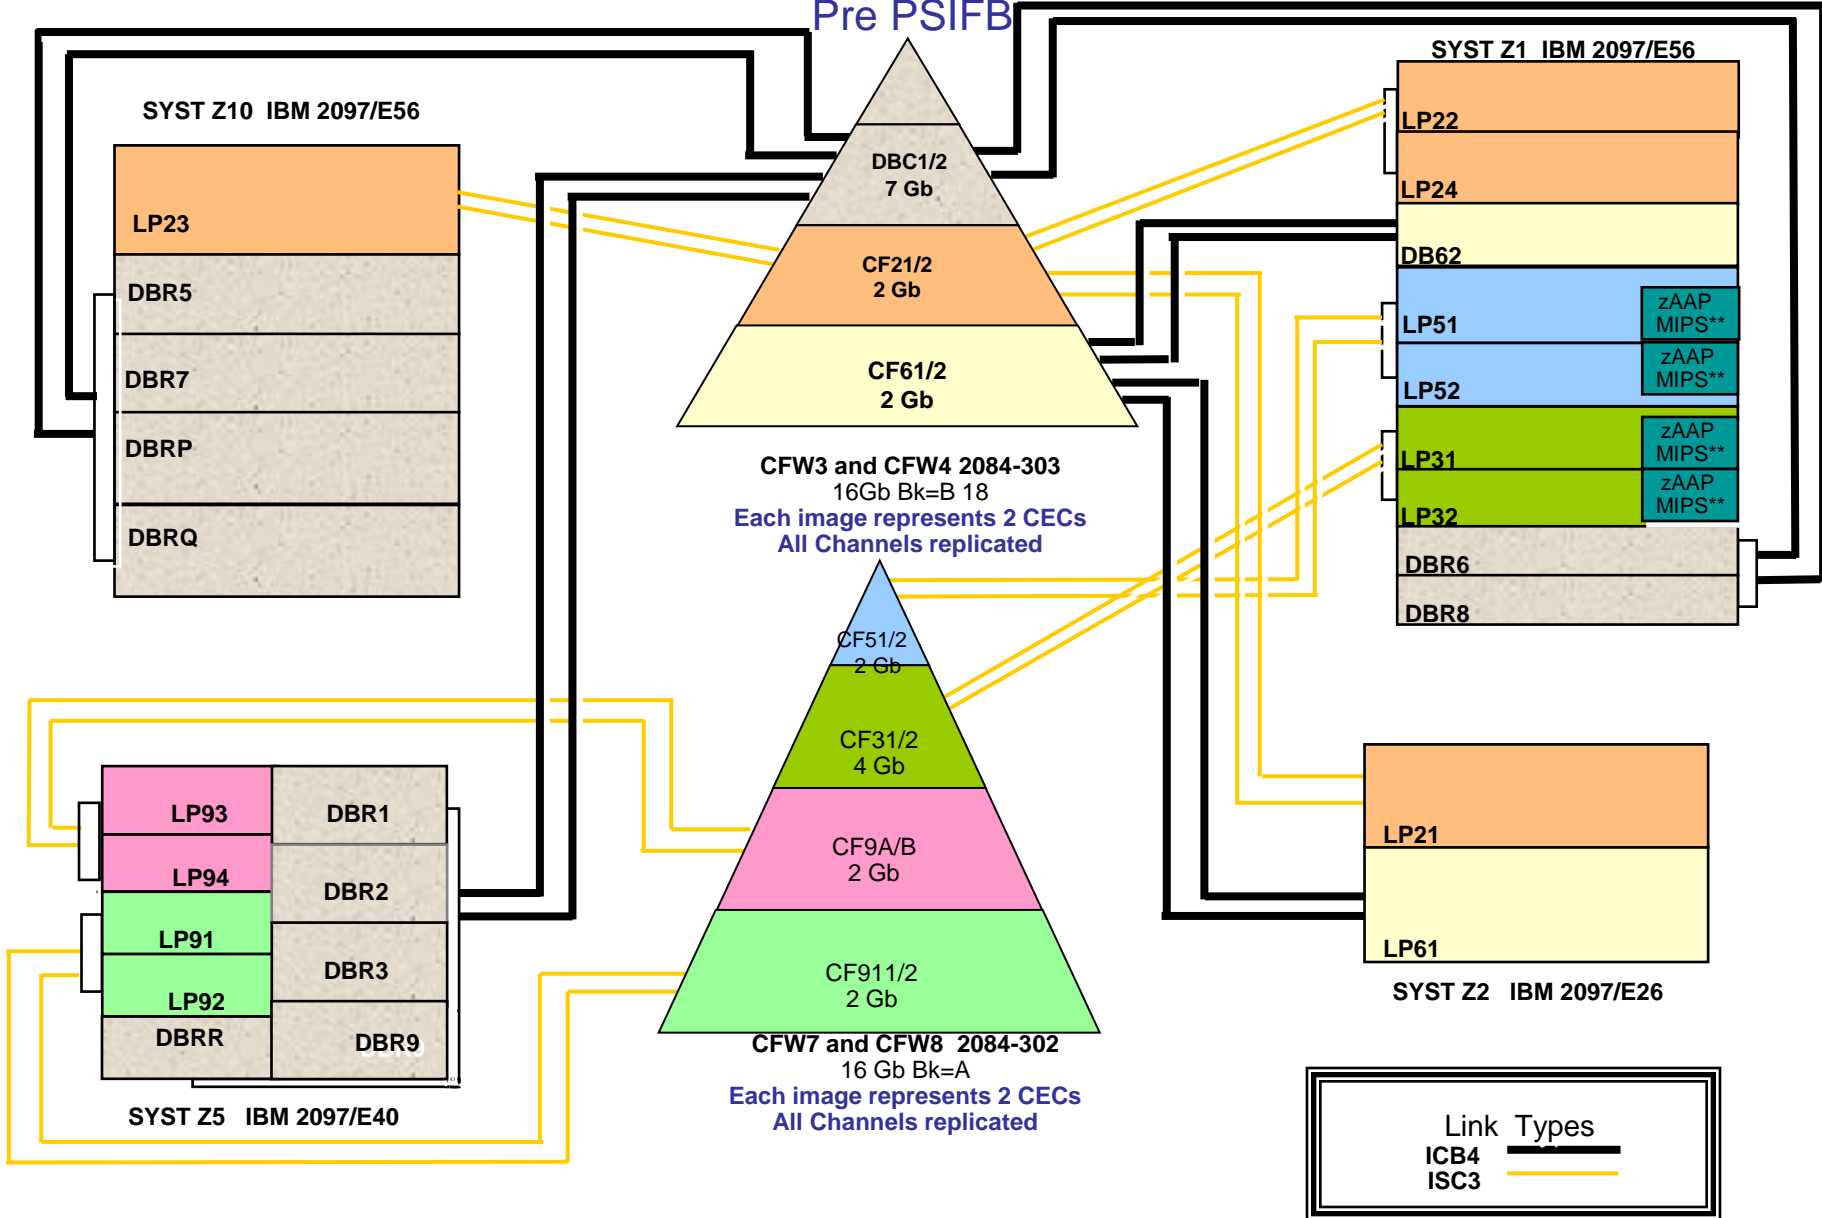 Pre PSIFB
SYST Z10  IBM 2097/E56
LP23
DBR5
DBR7
DBRP
DBRQ
DBC1/2
7 Gb
CF21/2
2 Gb
CF61/2
2 Gb
CFW3 and CFW4 2084-303
16Gb Bk=B 18
Each image represents 2 CECs
All Channels replicated
SYST Z1  IBM 2097/E56
LP22
LP24
DB62
LP51
zAAP
MIPS**
LP52
zAAP
MIPS**
LP31
zAAP
MIPS**
LP32
zAAP
MIPS**
DBR6
DBR8
CF51/2
2 Gb
CF31/2
4 Gb
CF9A/B
2 Gb
CF911/2
2 Gb
CFW7 and CFW8  2084-302
16 Gb Bk=A
Each image represents 2 CECs
All Channels replicated
LP93
DBR1
LP94
DBR2
LP91
DBR3
LP92
DBRR
DBR9
SYST Z5   IBM 2097/E40
LP21
LP61
SYST Z2   IBM 2097/E26
Link  Types
ICB4
ISC3